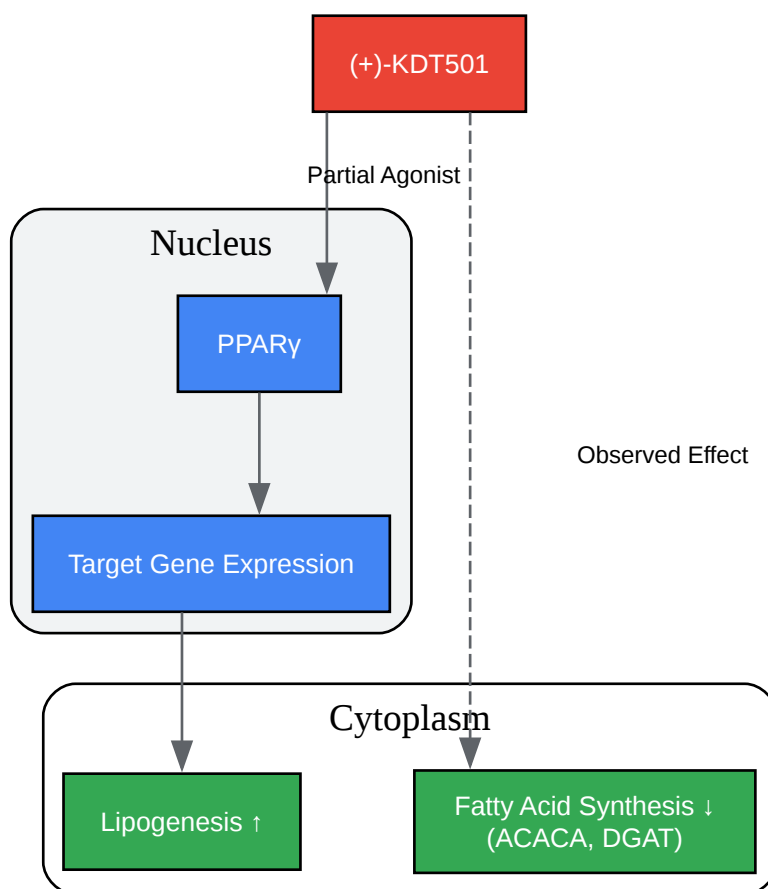 (+)-KDT501
Partial Agonist
Nucleus
PPARγ
Observed Effect
Target Gene Expression
Cytoplasm
Lipogenesis ↑
Fatty Acid Synthesis ↓
(ACACA, DGAT)